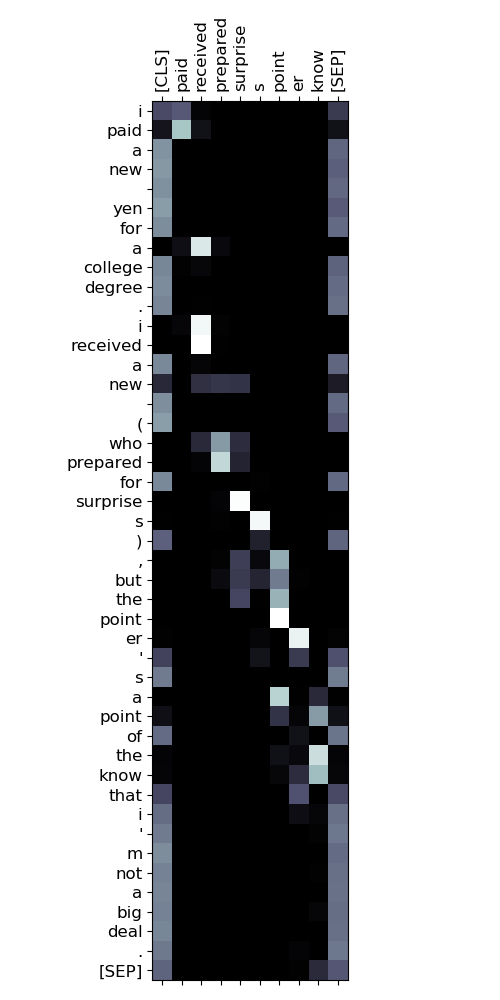 [CLS]
paid
received
prepared
surprise
s
point
er
know
[SEP]
i
paid
a
new
yen
for
a
college
degree
.
i
received
a
new
(
who
prepared
for
surprise
s
)
,
but
the
point
er
'
s
a
point
of
the
know
that
i
'
m
not
a
big
deal
.
[SEP]